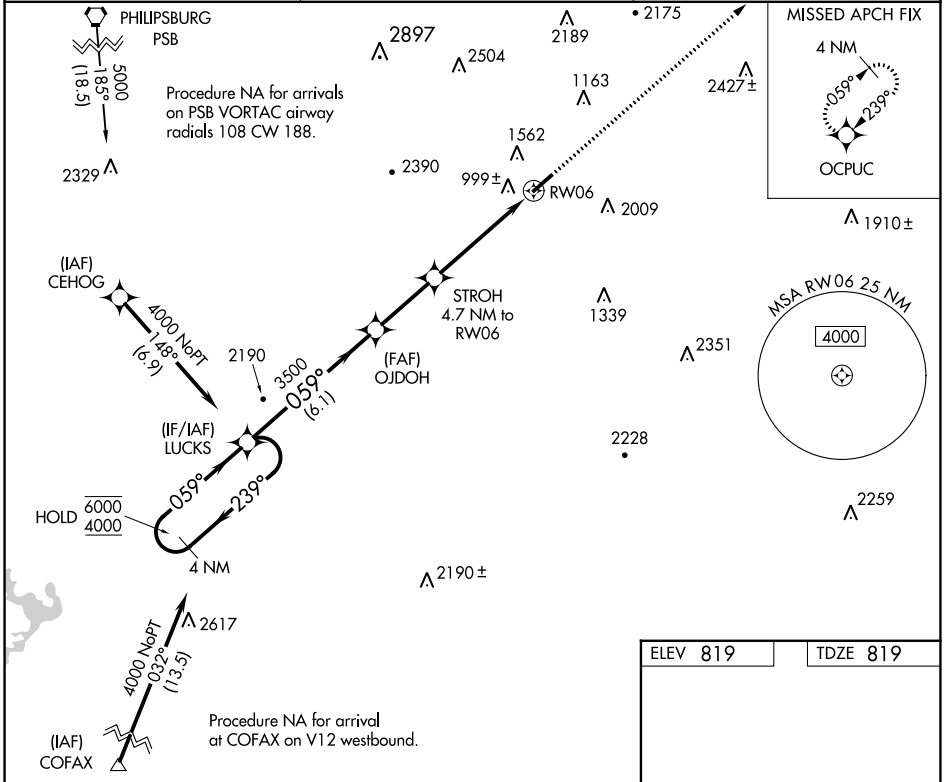 PHILIPSBURG
PSB
5000
185°
(18.5)
Procedure NA for arrivals
on PSB VORTAC airway
radials 108 CW 188.
2897
2504
2189
2175
1163
2427±
1562
2329
2390
999±
RW06
2009
MISSED APCH FIX
4 NM
059°
239°
OCPUC
1910±
(IAF)
CEHOG
4000 NoPT
148°
(6.9)
STROH
4.7 NM to
RW06
1339
(FAF)
OJDOH
2351
MSA RW06 25 NM
4000
2190
3500
059°
(6.1)
(IF/IAF)
LUCKS
059°
239°
HOLD
6000
4000
4 NM
2228
2259
2190±
2617
4000 NoPT
032°
(13.5)
(IAF)
COFAX
Procedure NA for arrival
at COFAX on V12 westbound.
ELEV 819
TDZE 819